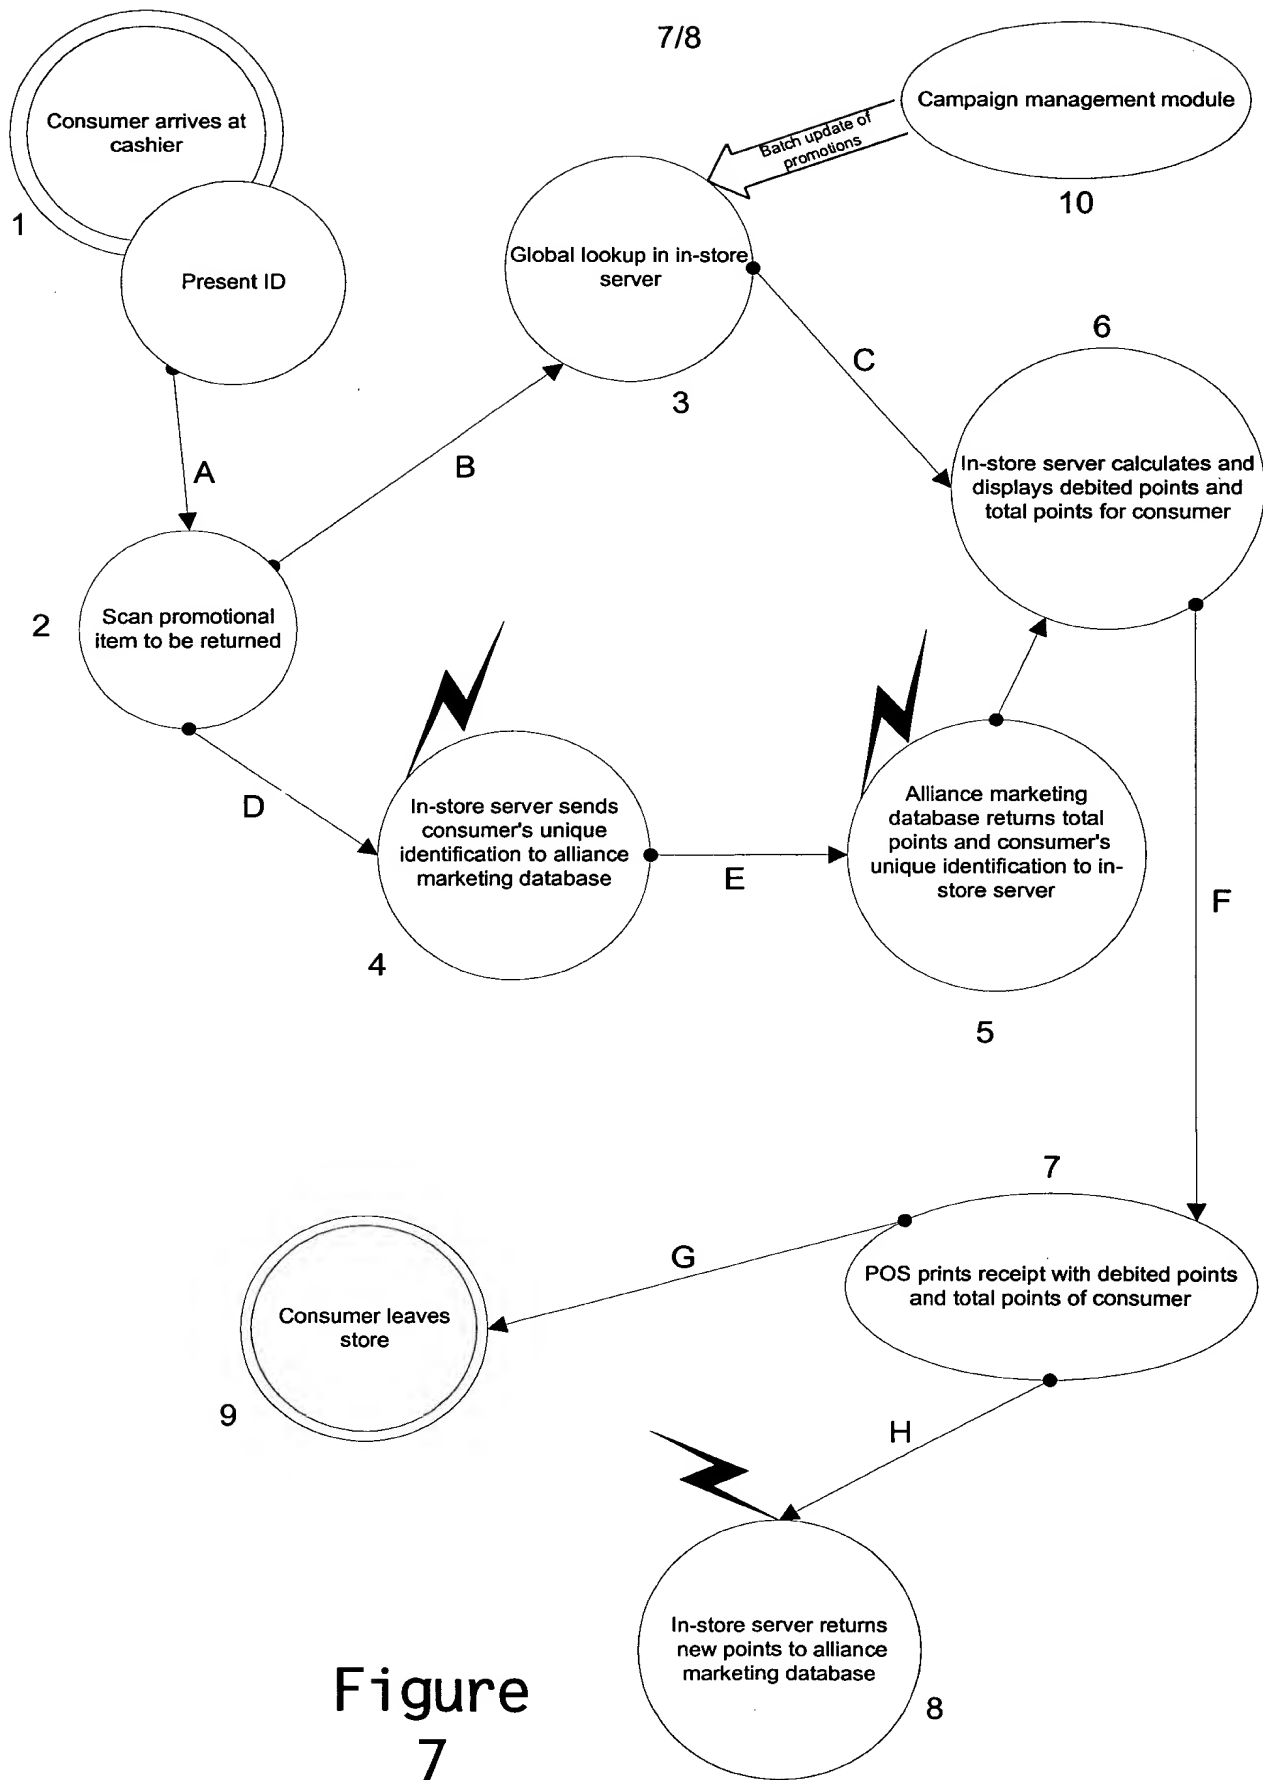 7/8
Consumer arrives at
cashier
1
Present ID
Campaign management module
10
Batch update of
promotions
Global lookup in in-store
server
3
A
B
C
6
In-store server calculates and
displays debited points and
total points for consumer
2
Scan promotional
item to be returned
D
In-store server sends
consumer's unique
identification to alliance
marketing database
4
E
Alliance marketing
database returns total
points and consumer's
unique identification to in-
store server
5
F
7
POS prints receipt with debited points
and total points of consumer
G
Consumer leaves
store
9
H
In-store server returns
new points to alliance
marketing database
8
Figure
7